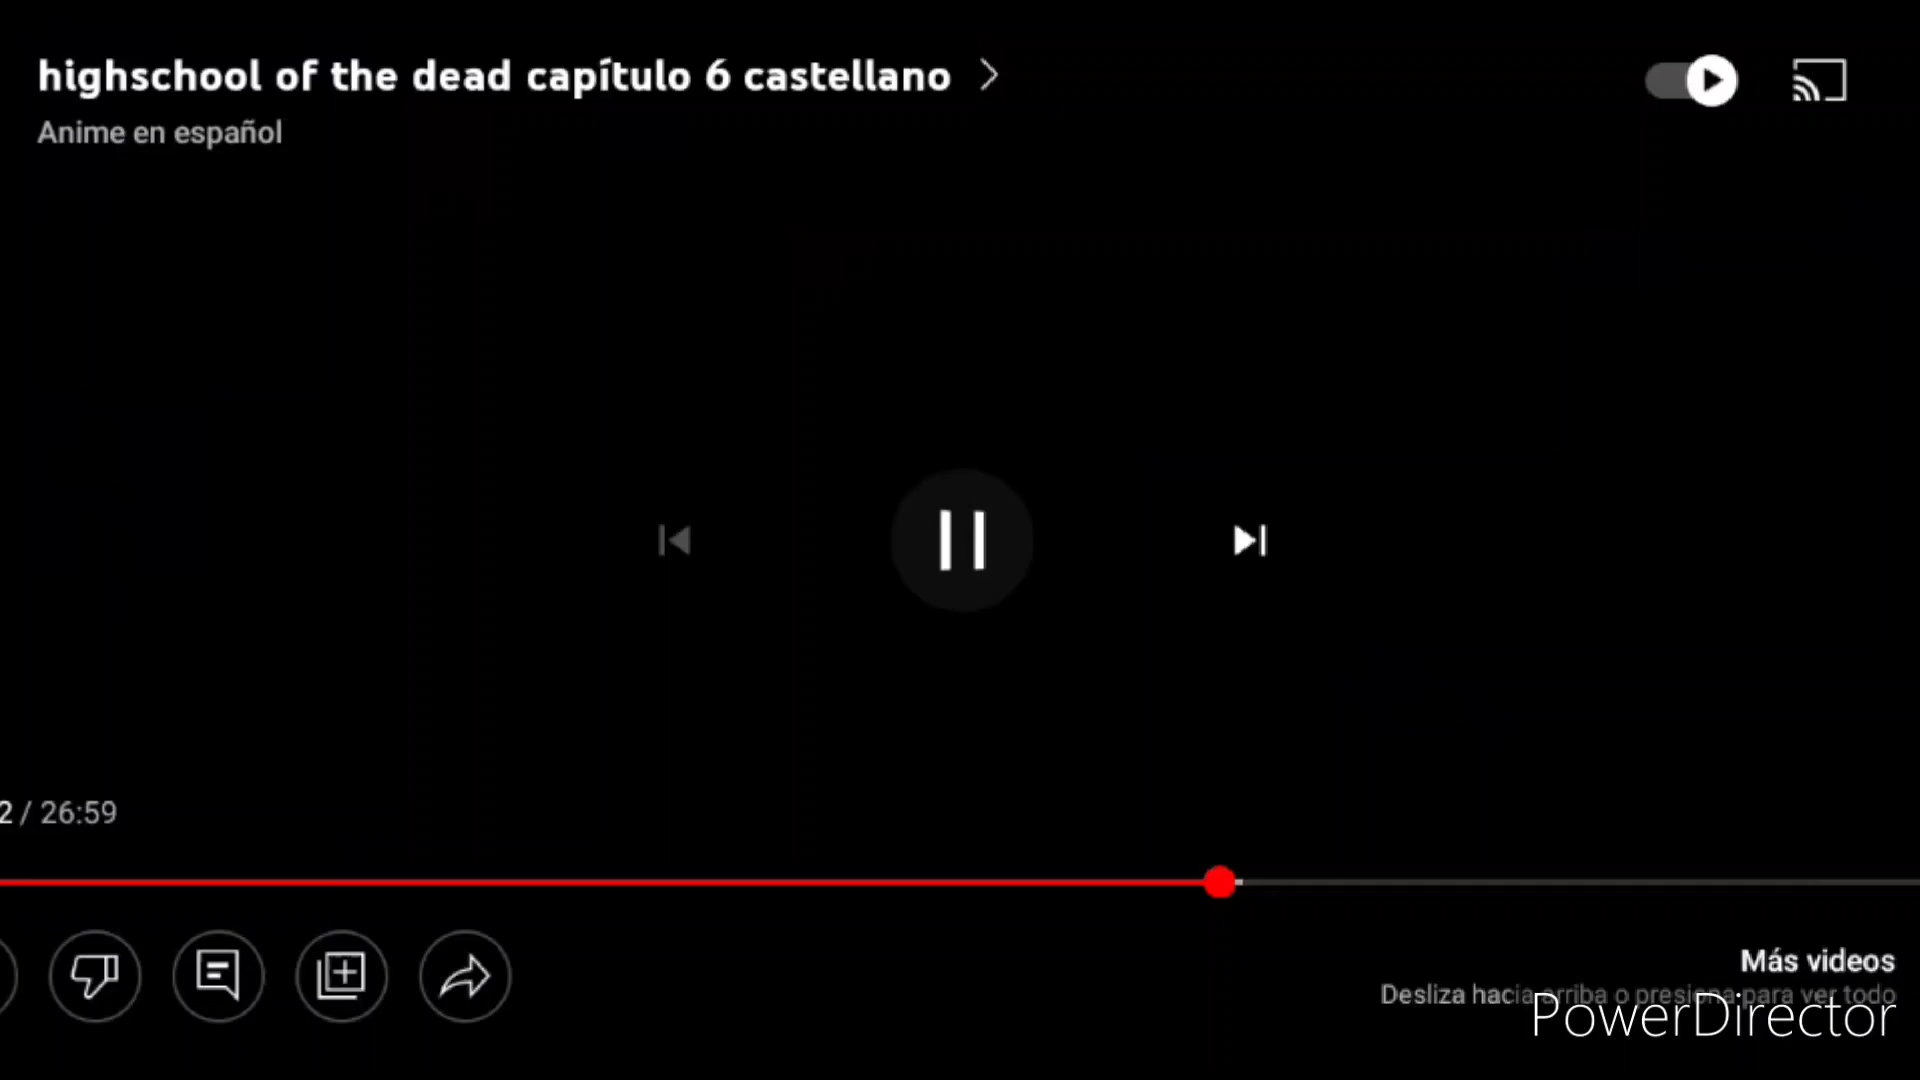 highschool of the dead capítulo 6 castellano
Anime en español
2 / 26:59
Más videos
Desliza hacia arriba o presiona para ver todo
PowerDirector